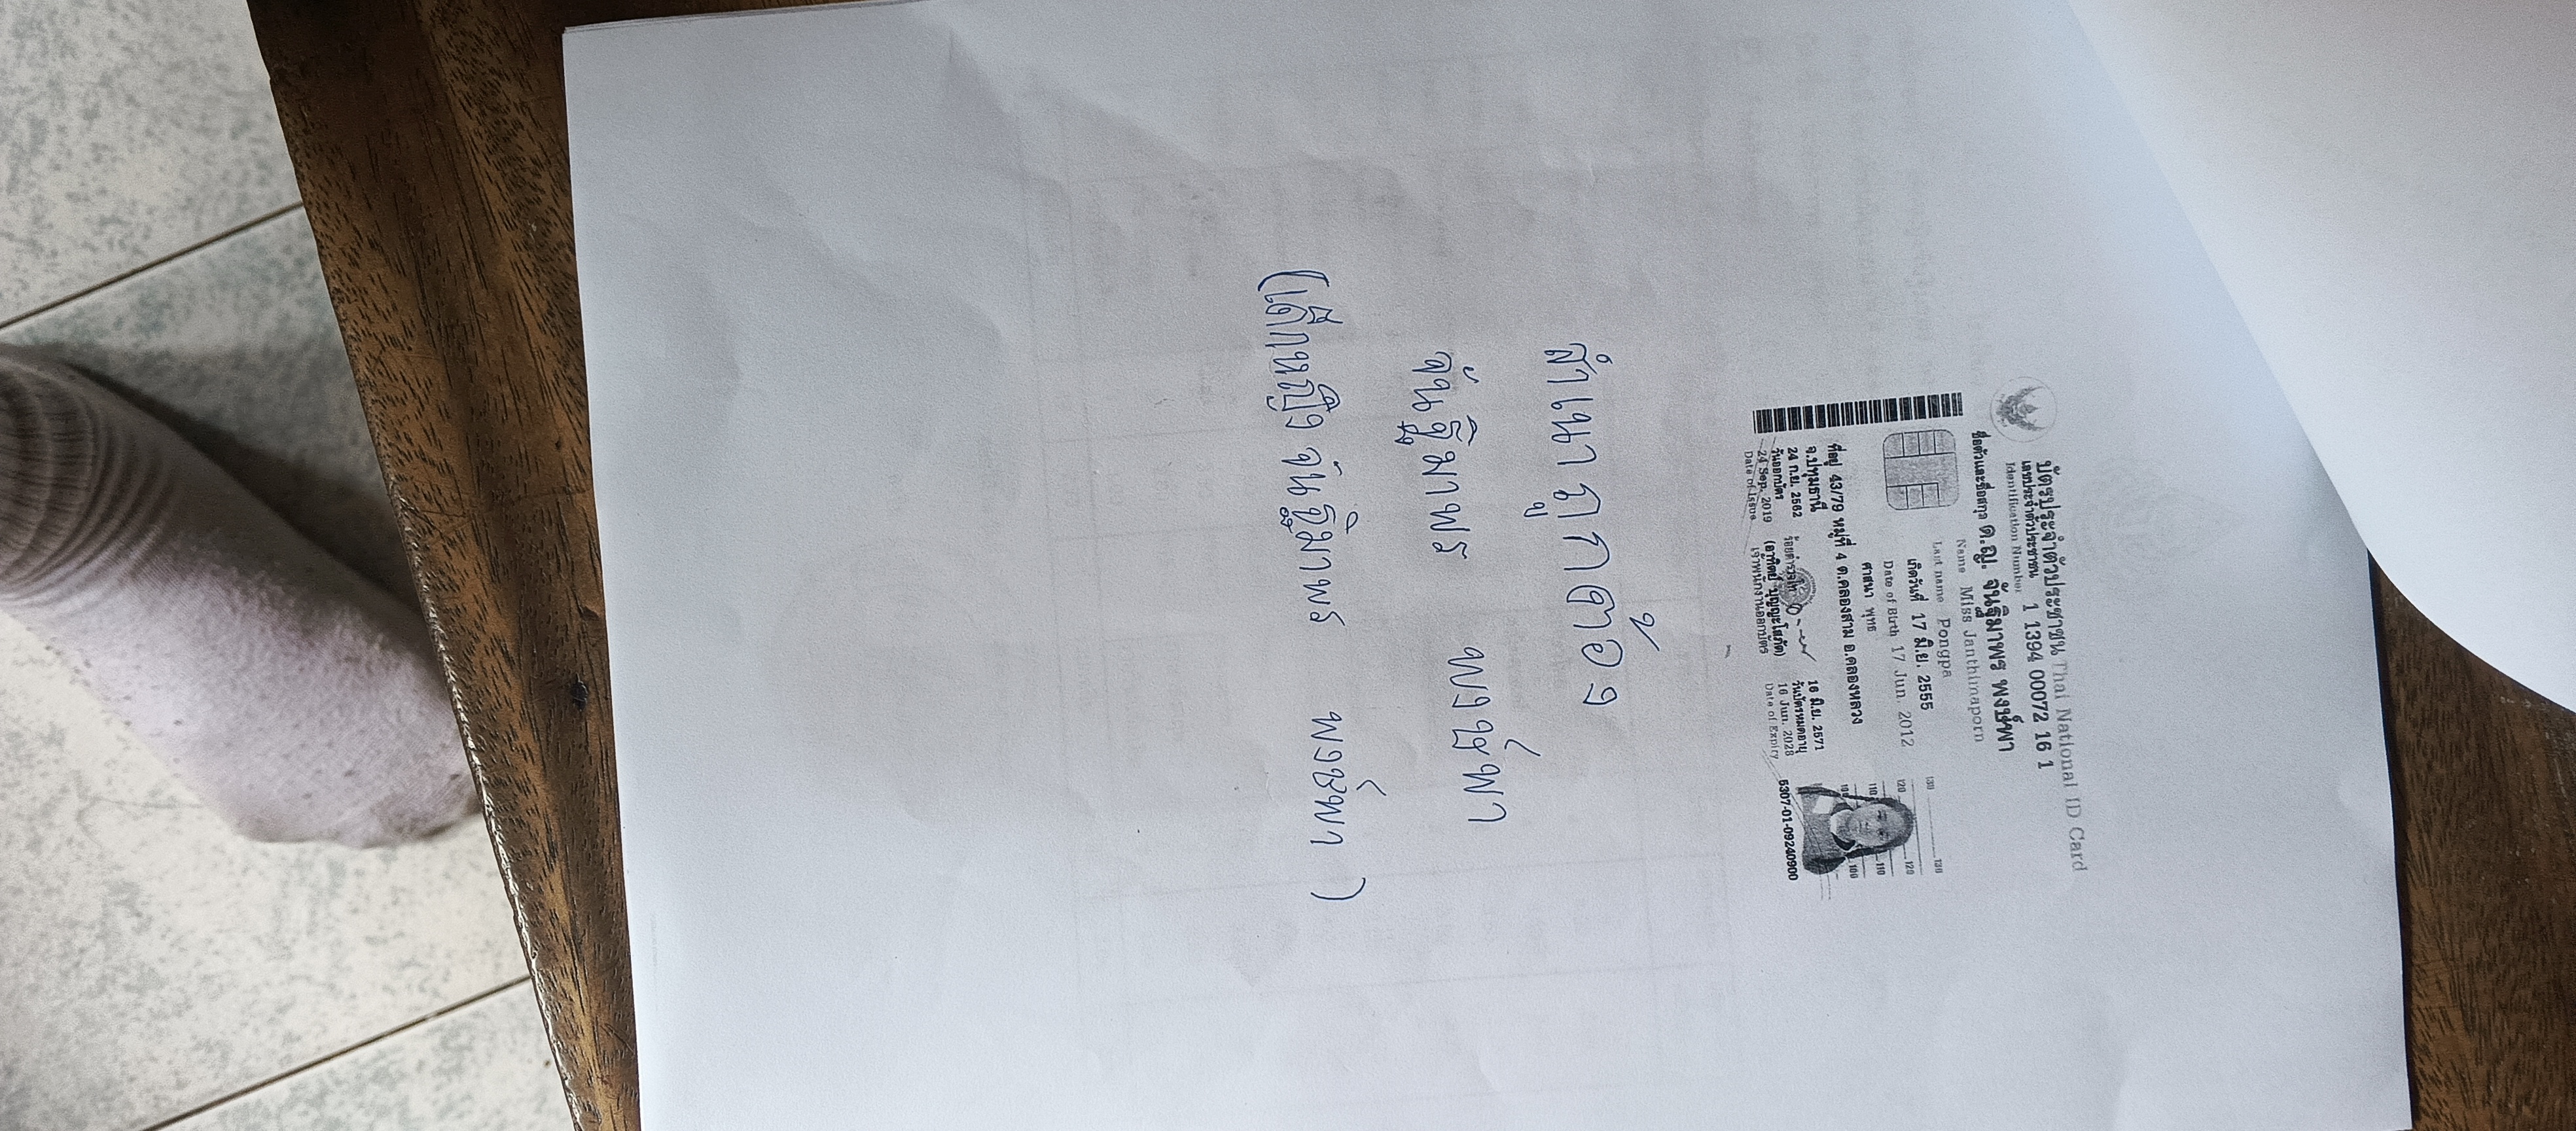 บัตรประจำตัวประชาชน Thai National ID Card
เลขประจำตัวประชาชน 1 1394 00072 16 1
Identification Number
ชื่อตัวและชื่อสกุล ด.ญ. จันฐิมาพร พงษ์พา
Name Miss Janthimaporn
Last name Pongpa
เกิดวันที่ 17 มิ.ย. 2555
Date of Birth 17 Jun. 2012
ศาสนา พุทธ
ที่อยู่ 43/79 หมู่ที่ 4 ต.คลองสาม อ.คลองหลวง
จ.ปทุมธานี
24 ก.ย. 2562
วันออกบัตร
24 Sep. 2019
Date of Issue
เจ้าพนักงานออกบัตร
16 มิ.ย. 2571
วันบัตรหมดอายุ
16 Jun. 2028
Date of Expiry
5307-01-09240900
สำเนาถูกต้อง
จันฐิมาพร พงษ์พา
(เด็กหญิง จันฐิมาพร พงษ์พา)